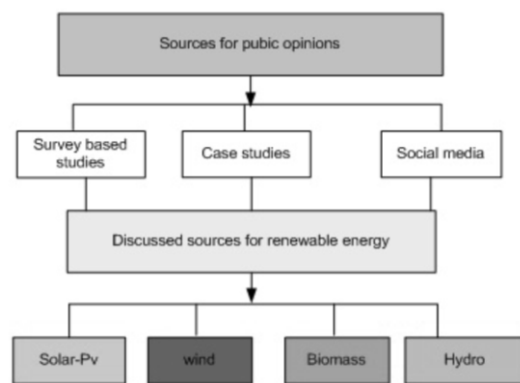 Sources for pubic opinions
Survey based
studies
Case studies
Social media
Discussed sources for renewable energy
Solar-Pv
wind
Biomass
Hydro